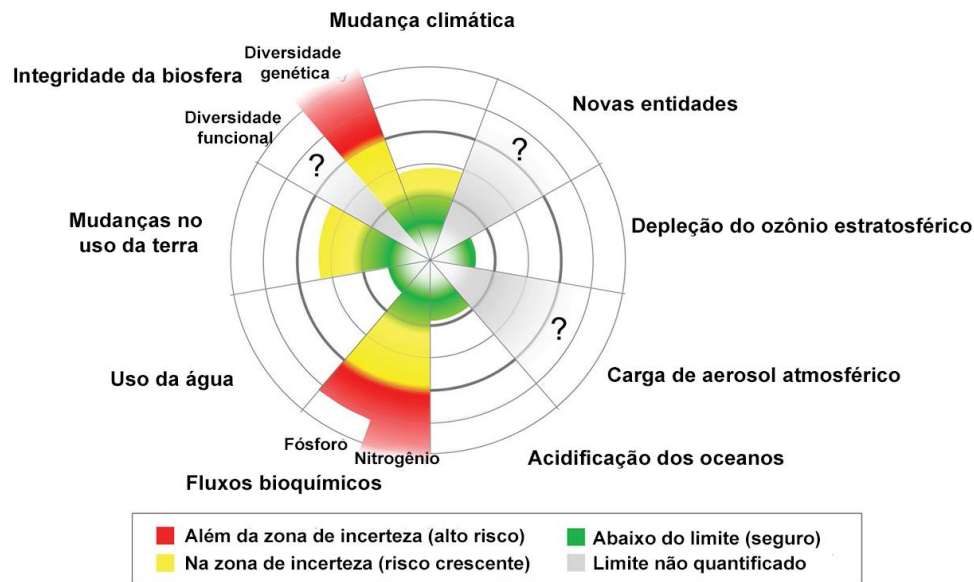 Mudança climática
Diversidade
genética
Integridade da biosfera
Novas entidades
Diversidade
funcional
?
?
Mudanças no
uso da terra
Depleção do ozônio estratosférico
?
Uso da água
Carga de aerosol atmosférico
Fósforo
Nitrogênio
Acidificação dos oceanos
Fluxos bioquímicos
Além da zona de incerteza (alto risco)
Na zona de incerteza (risco crescente)
Abaixo do limite (seguro)
Limite não quantificado